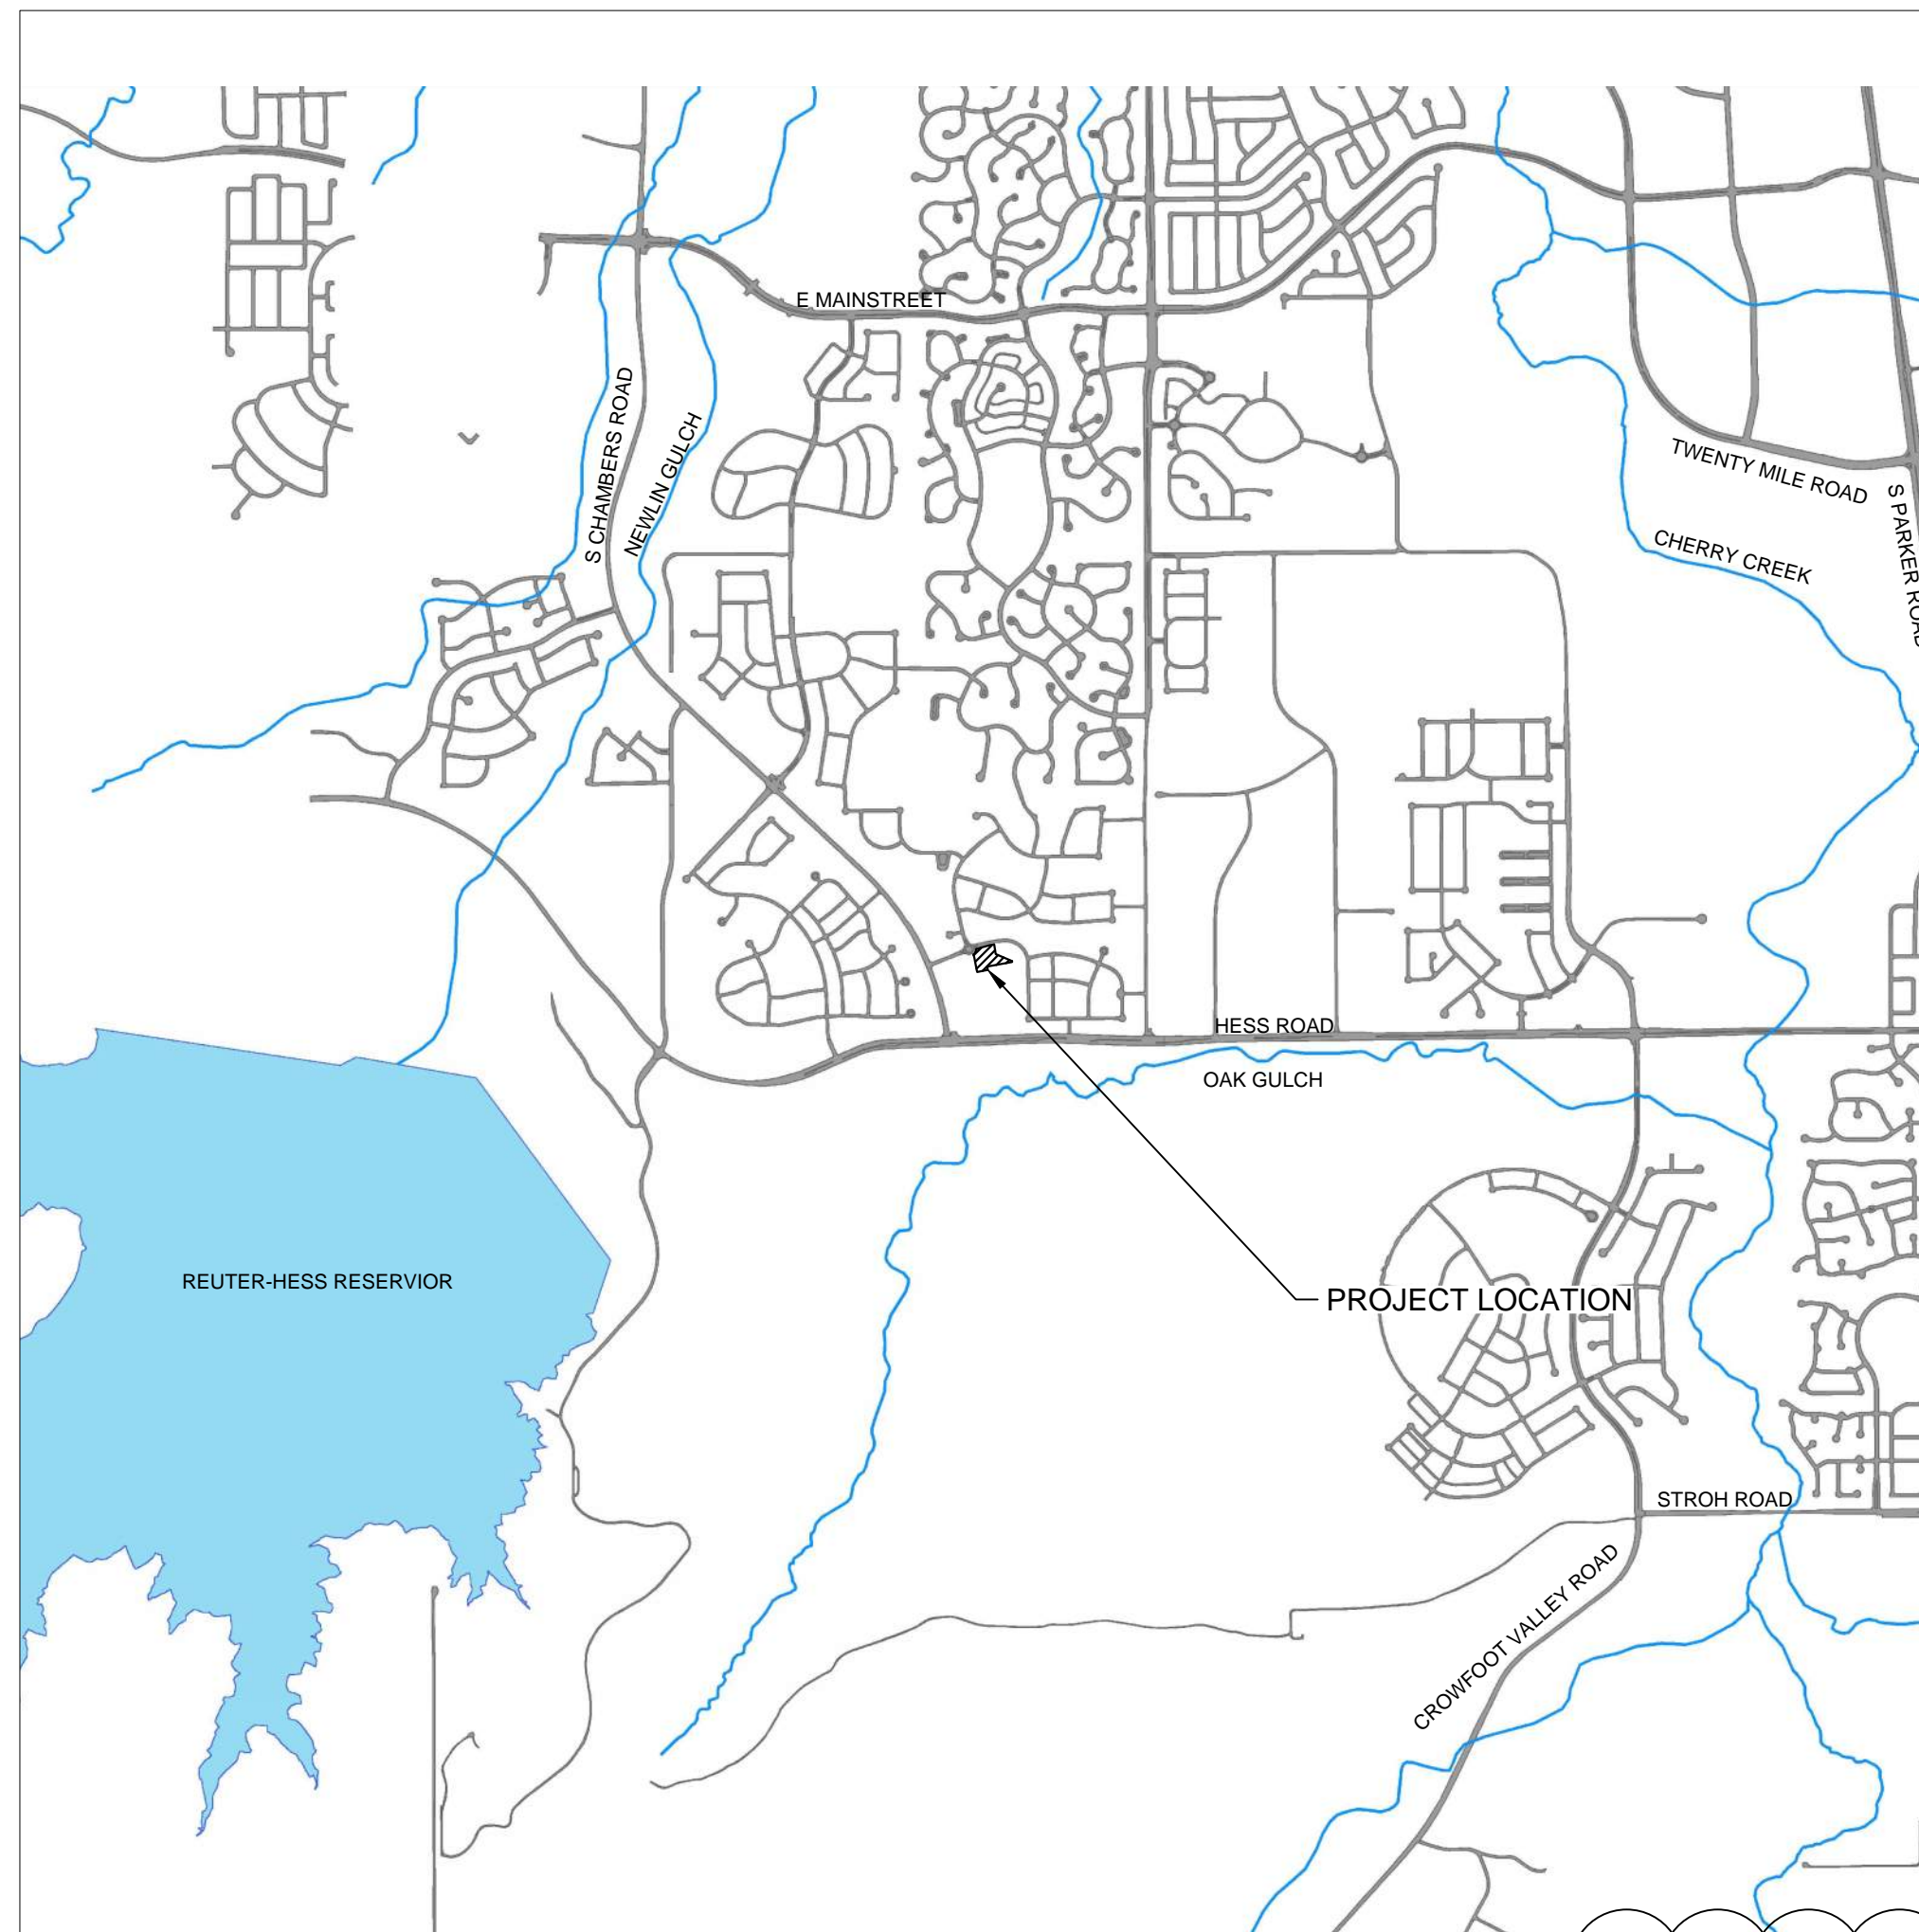 E MAINSTREET
S CHAMBERS ROAD
NEWLIN GULCH
TWENTY MILE ROAD
S PARKER ROAD
CHERRY CREEK
HESS ROAD
OAK GULCH
REUTER-HESS RESERVIOR
PROJECT LOCATION
STROH ROAD
CROWFOOT VALLEY ROAD